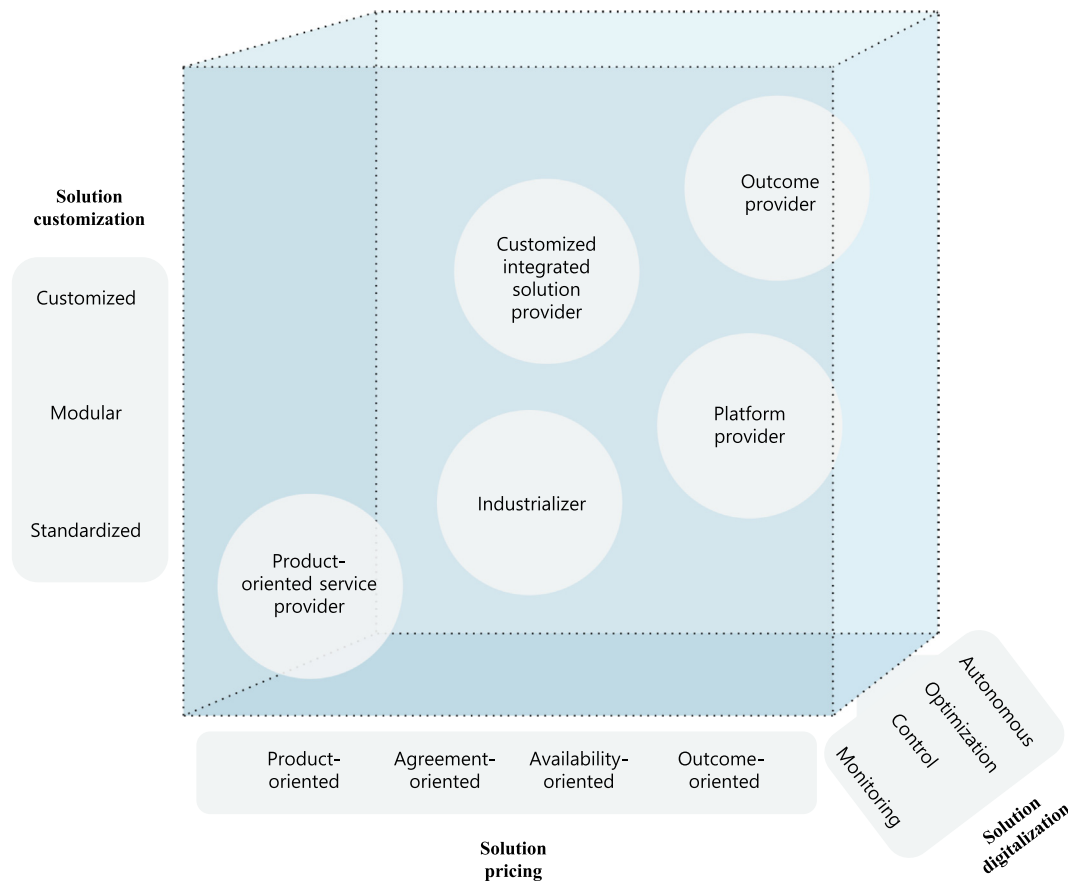 Solution
customization
Customized
Modular
Standardized
Outcome
provider
Customized
integrated
solution
provider
Platform
provider
Industrializer
Product-
oriented service
provider
Product-
oriented
Agreement-
oriented
Availability-
oriented
Outcome-
oriented
Solution
pricing
Monitoring
Control
Optimization
Autonomous
Solution
digitalization